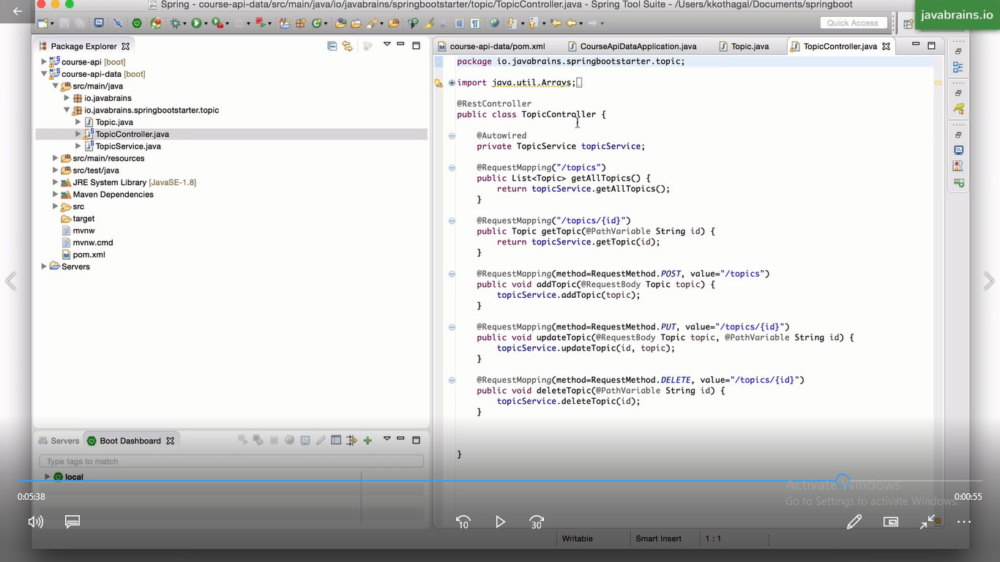 Spring - course-api-data/src/main/java/io/javabrains/springbootstarter/topic/TopicController.java - Spring Tool Suite - /Users/kkothagal/Documents/springboot
javabrains.io
Quick Access
Package Explorer
course-api [boot]
course-api-data [boot]
src/main/java
io.javabrains
io.javabrains.springbootstarter.topic
Topic.java
TopicController.java
TopicService.java
src/main/resources
src/test/java
JRE System Library [JavaSE-1.8]
Maven Dependencies
src
target
mvnw
mvnw.cmd
pom.xml
Servers
course-api-data/pom.xml
CourseApiDataApplication.java
Topic.java
TopicController.java
package io.javabrains.springbootstarter.topic;
import java.util.Arrays;
@RestController
public class TopicController {
@Autowired
private TopicService topicService;
@RequestMapping("/topics")
public List<Topic> getAllTopics() {
return topicService.getAllTopics();
}
@RequestMapping("/topics/{id}")
public Topic getTopic(@PathVariable String id) {
return topicService.getTopic(id);
}
@RequestMapping(method=RequestMethod.POST, value="/topics")
public void addTopic(@RequestBody Topic topic) {
topicService.addTopic(topic);
}
@RequestMapping(method=RequestMethod.PUT, value="/topics/{id}")
public void updateTopic(@RequestBody Topic topic, @PathVariable String id) {
topicService.updateTopic(id, topic);
}
@RequestMapping(method=RequestMethod.DELETE, value="/topics/{id}")
public void deleteTopic(@PathVariable String id) {
topicService.deleteTopic(id);
}
}
Servers
Boot Dashboard
Type tags to match
local
Activate Windows
Go to Settings to activate Windows.
0:05:38
0:00:55
10
30
Writable
Smart Insert
1 : 1